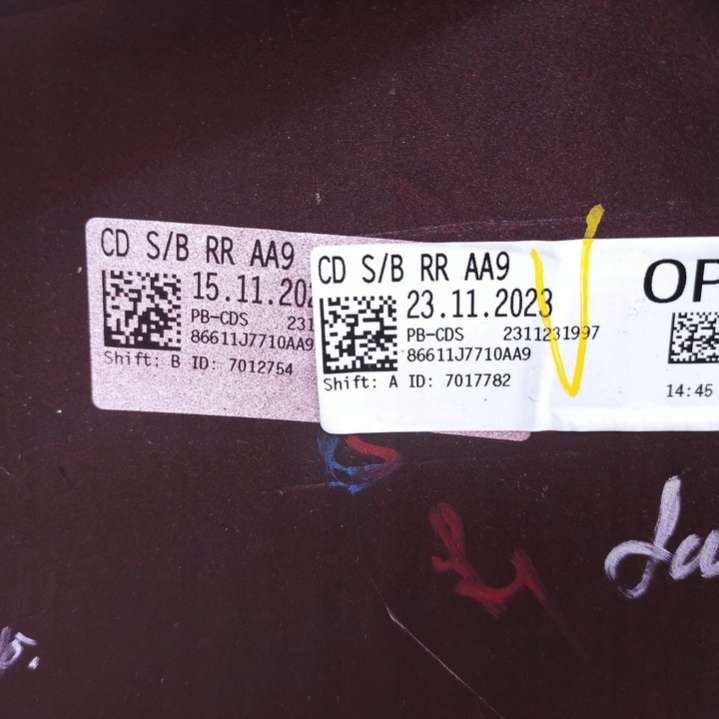 CD S/B RR AA9
15.11.202
PB-CDS 231
86611J7710AA9
Shift: B ID: 7012754
CD S/B RR AA9
23.11.2023
PB-CDS 2311231997
86611J7710AA9
Shift: A ID: 7017782
OP
14:45